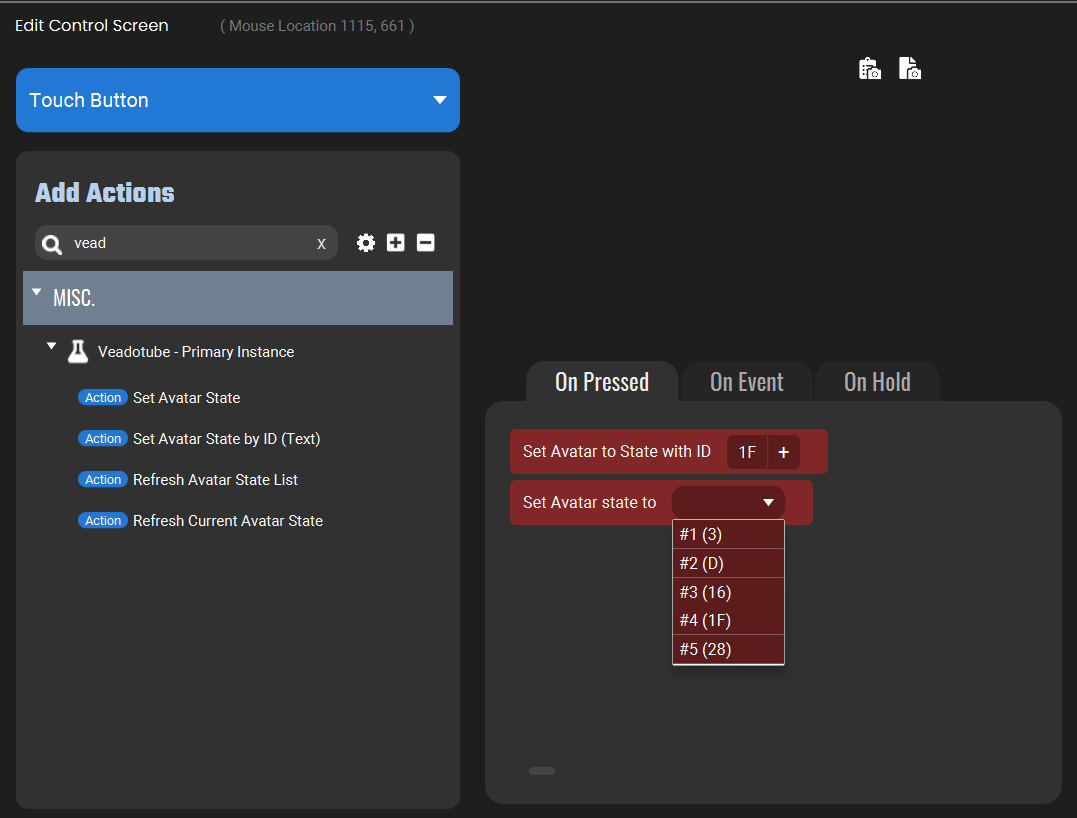 Edit Control Screen
( Mouse Location 1115, 661 )
Touch Button
Add Actions
vead
x
MISC.
Veadotube - Primary Instance
Action Set Avatar State
Action Set Avatar State by ID (Text)
Action Refresh Avatar State List
Action Refresh Current Avatar State
On Pressed
On Event
On Hold
Set Avatar to State with ID 1F +
Set Avatar state to
#1 (3)
#2 (D)
#3 (16)
#4 (1F)
#5 (28)